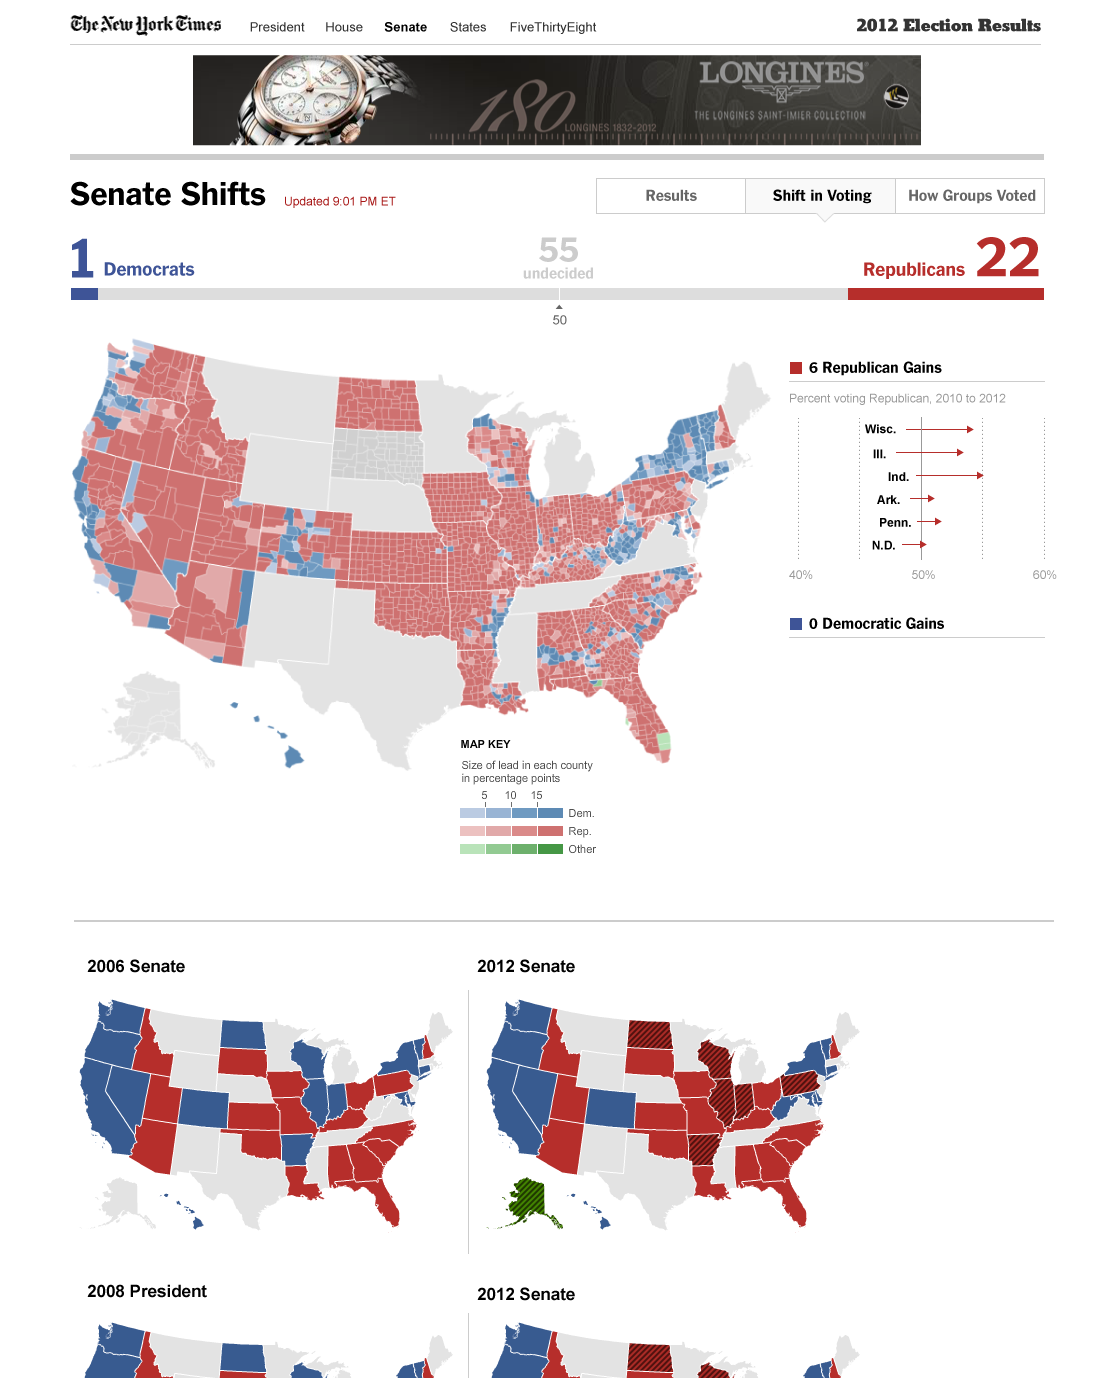 The New York Times
President House Senate States FiveThirtyEight
2012 Election Results
180
LONGINES 1832-2012
LONGINES
THE LONGINES SAINT-IMIER COLLECTION
Senate Shifts Updated 9:01 PM ET
Results Shift in Voting How Groups Voted
1 Democrats
55
undecided
Republicans 22
50
6 Republican Gains
Percent voting Republican, 2010 to 2012
Wisc.
Ill.
Ind.
Ark.
Penn.
N.D.
40% 50% 60%
0 Democratic Gains
MAP KEY
Size of lead in each county
in percentage points
5 10 15
Dem.
Rep.
Other
2006 Senate 2012 Senate
2008 President 2012 Senate